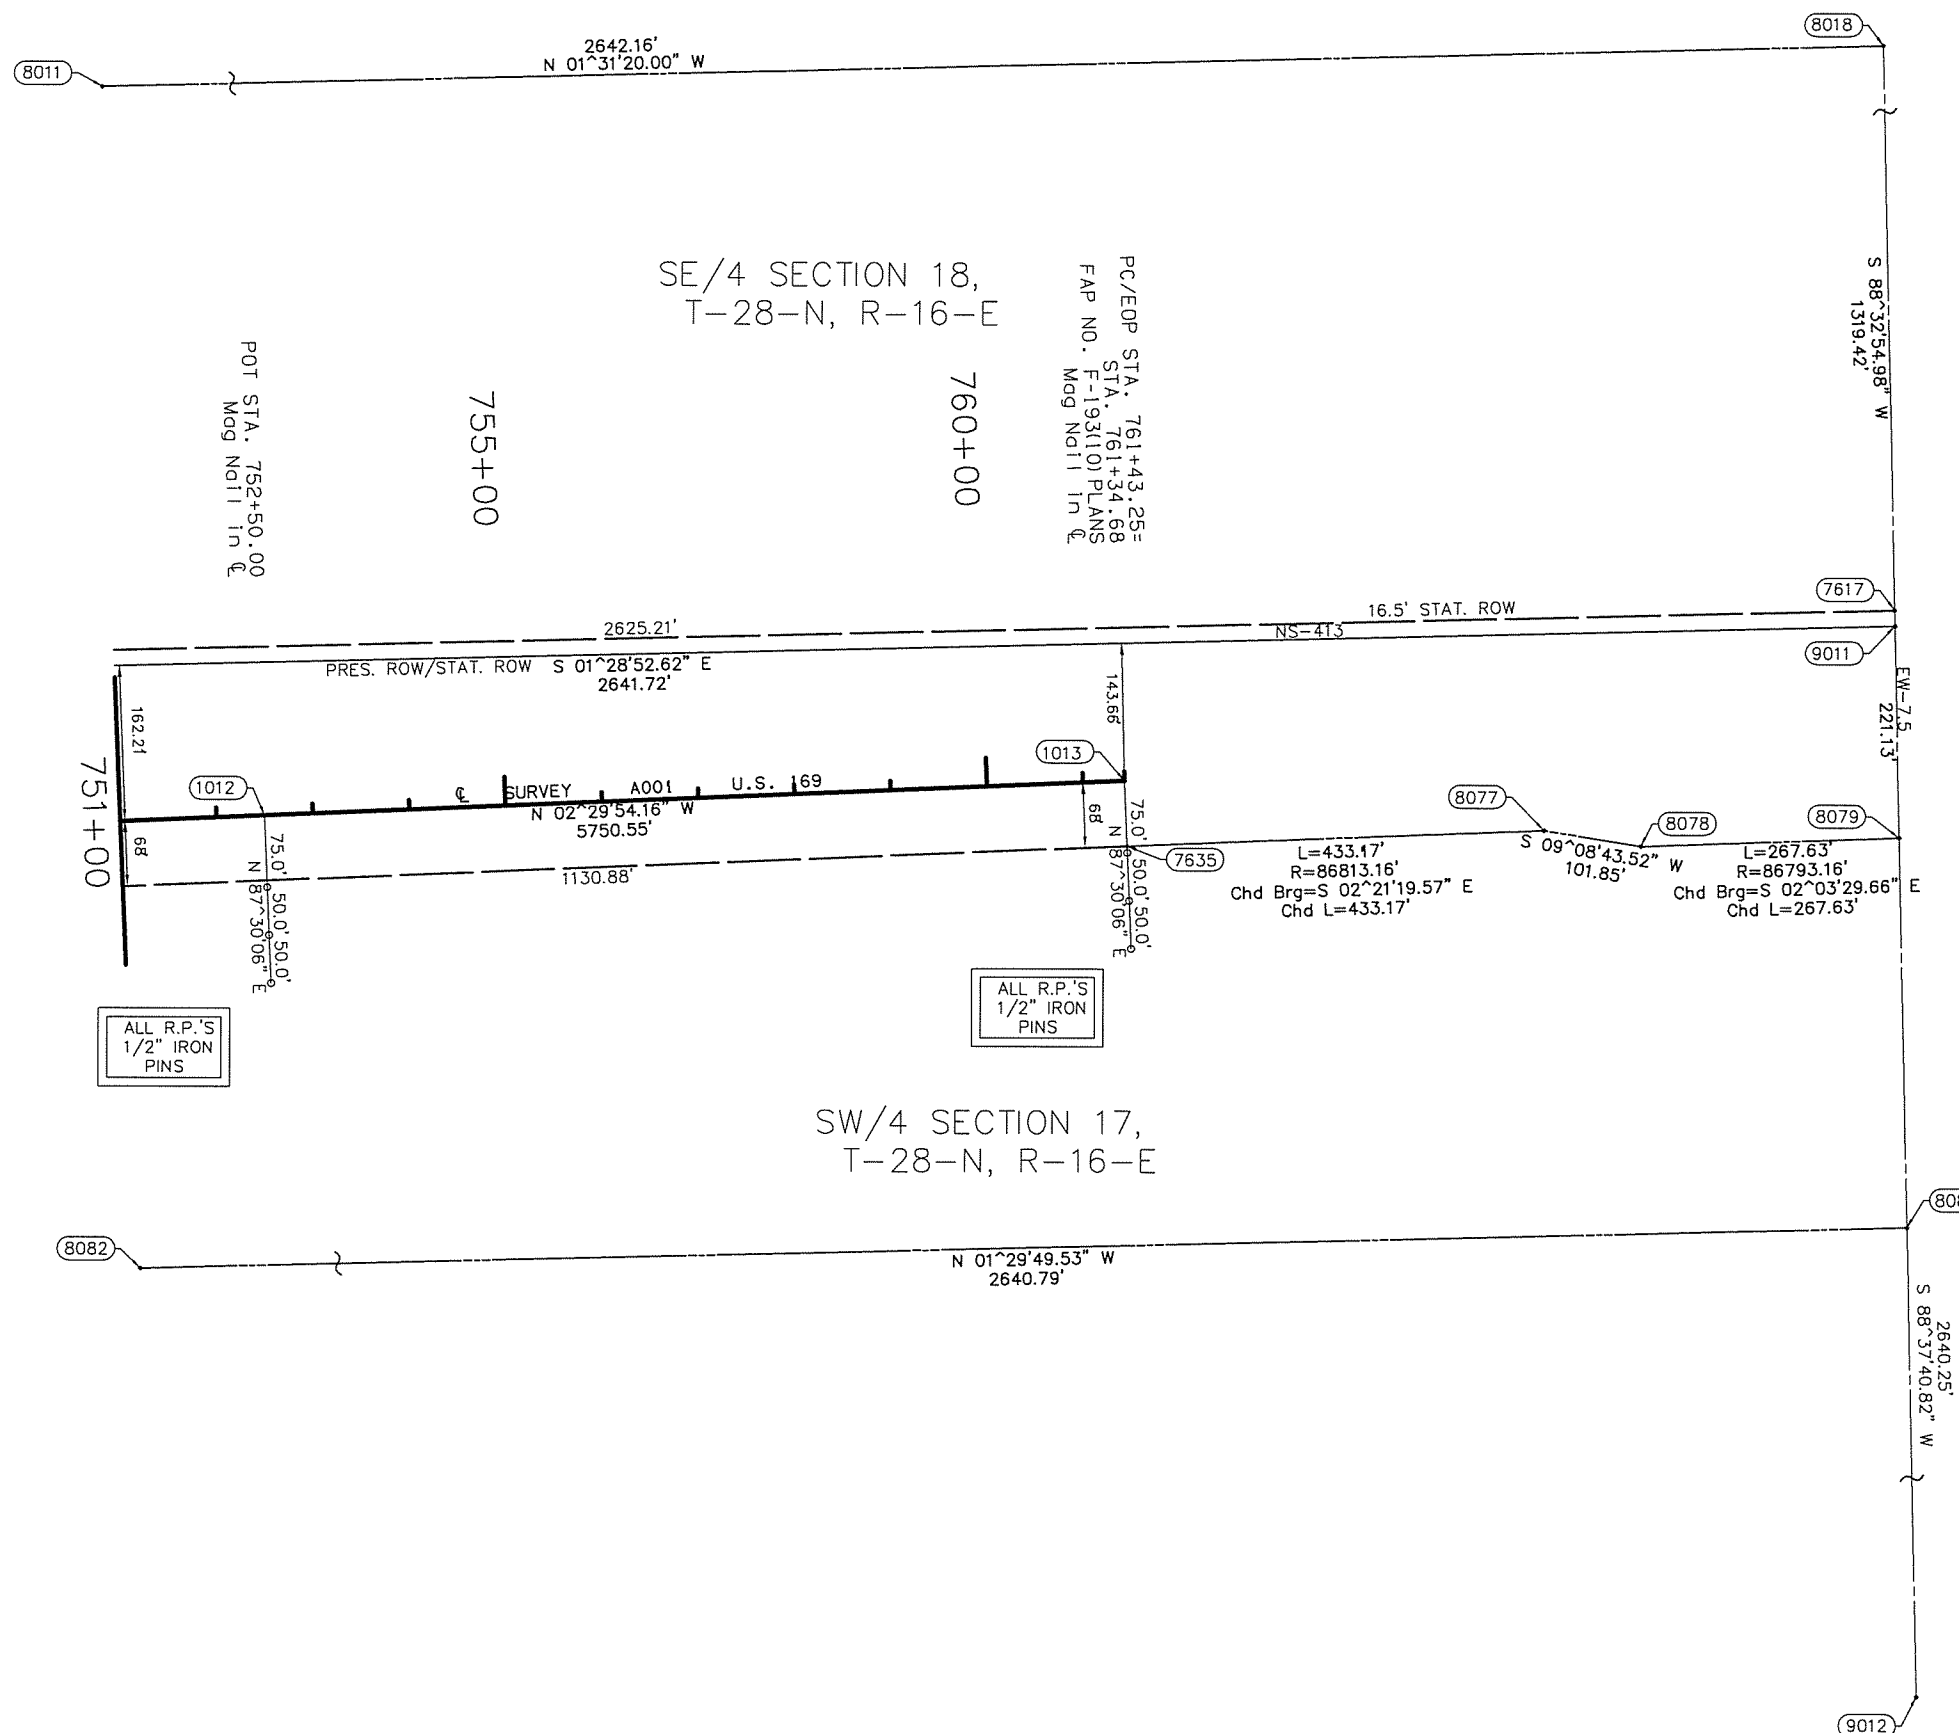 8018
2642.16'
N 01^31'20.00" W
8011
S 88^32'54.98" W
1319.42'
SE/4 SECTION 18,
T-28-N, R-16-E
PC/EOP STA. 761+43.25=
STA. 761+34.68
FAP NO. F-193(10) PLANS
Mag Nail in ℄
POT STA. 752+50.00
Mag Nail in ℄
755+00
760+00
7617
16.5' STAT. ROW
2625.21'
NS-413
9011
PRES. ROW/STAT. ROW S 01^28'52.62" E
2641.72'
EW-7.5
221.13'
162.21'
143.66'
1013
751+00
1012
℄ SURVEY A001 U.S. 169
N 02^29'54.16" W
5750.55'
68'
68'
75.0' 50.0' 50.0'
N 87^30'06" E
75.0' 50.0' 50.0'
N 87^30'06" E
1130.88'
7635
8077
8078
8079
L=433.17'
R=86813.16'
Chd Brg=S 02^21'19.57" E
Chd L=433.17'
S 09^08'43.52" W
101.85'
L=267.63'
R=86793.16'
Chd Brg=S 02^03'29.66" E
Chd L=267.63'
ALL R.P.'S
1/2" IRON
PINS
ALL R.P.'S
1/2" IRON
PINS
SW/4 SECTION 17,
T-28-N, R-16-E
8082
N 01^29'49.53" W
2640.79'
2640.25'
S 88^37'40.82" W
9012